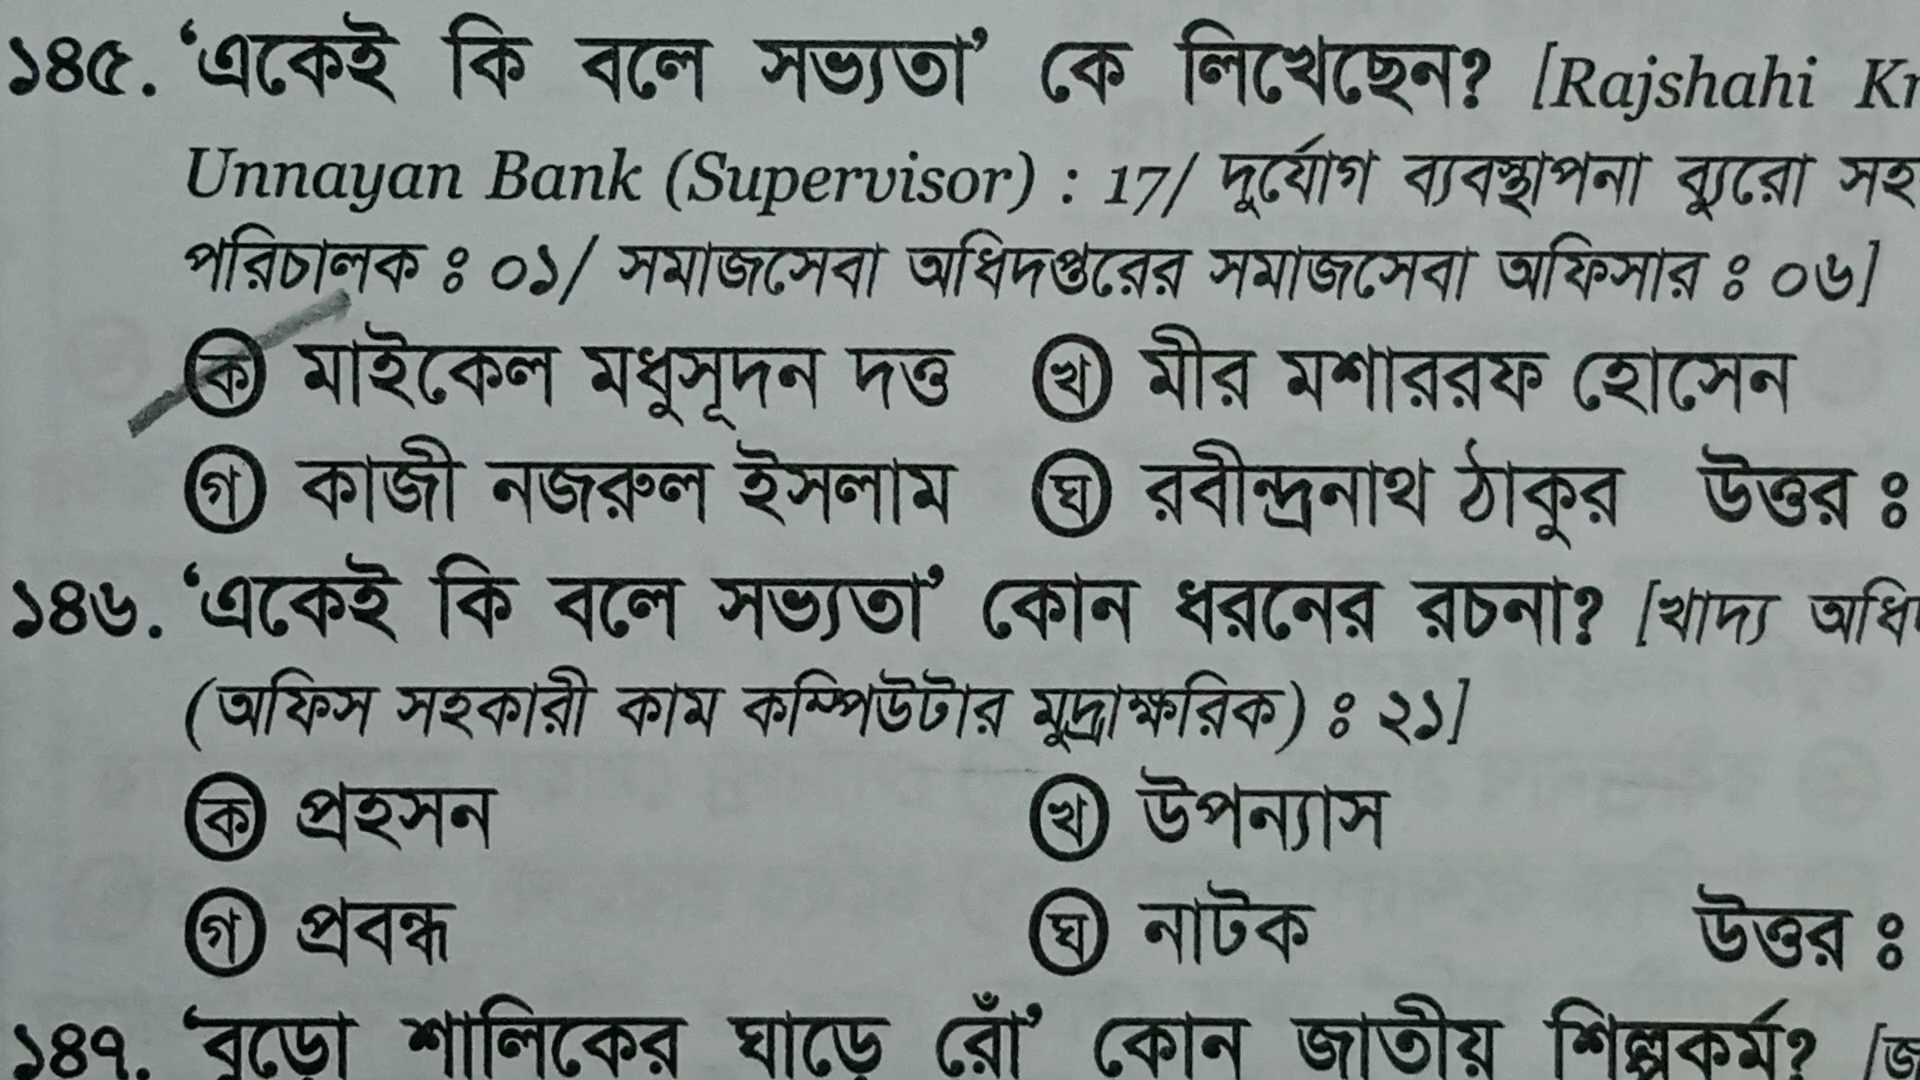 ১৪৫. ‘একেই কি বলে সভ্যতা’ কে লিখেছেন? [Rajshahi
Unnayan Bank (Supervisor) : 17/ দুর্যোগ ব্যবস্থাপনা ব্যুরো সহ
পরিচালক ঃ ০১/ সমাজসেবা অধিদপ্তরের সমাজসেবা অফিসার ঃ ০৬]
ক মাইকেল মধুসূদন দত্ত খ মীর মশাররফ হোসেন
গ কাজী নজরুল ইসলাম ঘ রবীন্দ্রনাথ ঠাকুর উত্তর ঃ
১৪৬. ‘একেই কি বলে সভ্যতা’ কোন ধরনের রচনা? [খাদ্য
(অফিস সহকারী কাম কম্পিউটার মুদ্রাক্ষরিক) ঃ ২১]
ক প্রহসন খ উপন্যাস
গ প্রবন্ধ ঘ নাটক উত্তর ঃ
১৪৭. ‘বুড়ো শালিকের ঘাড়ে রোঁ’ কোন জাতীয় শিল্পকর্ম?